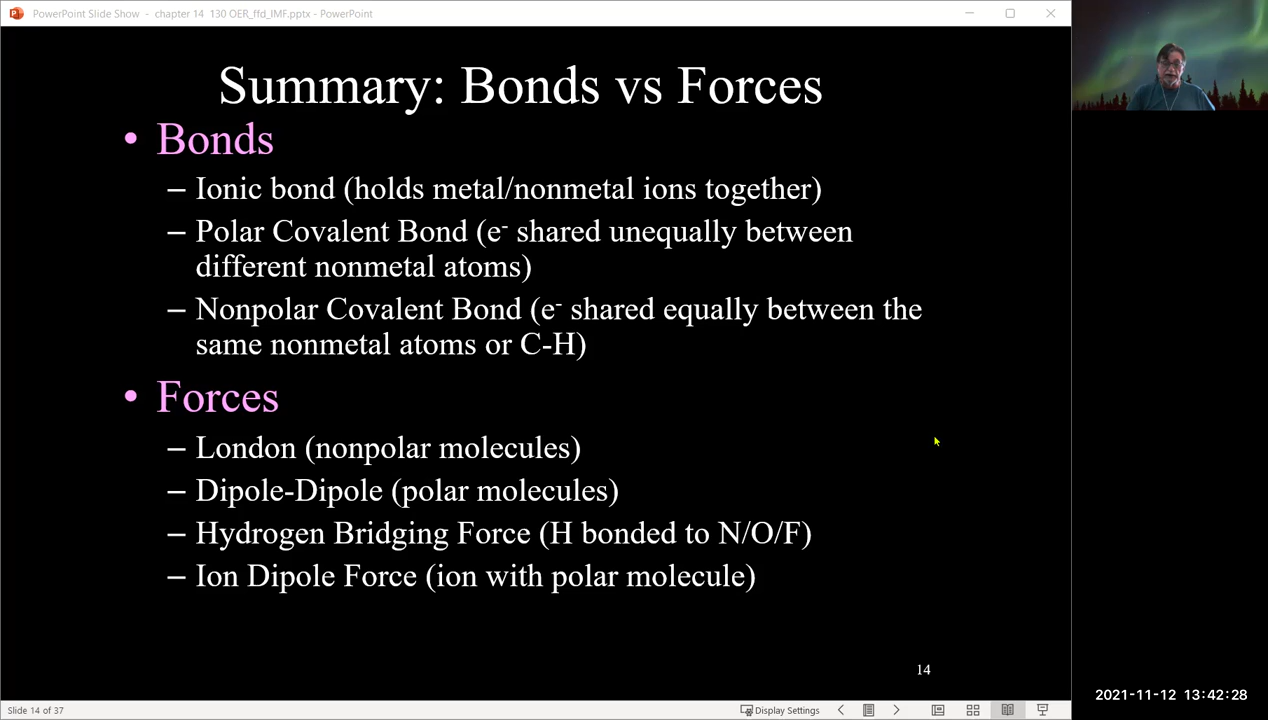 PowerPoint Slide Show - chapter 14 130 OER_ffd_IMF.pptx - PowerPoint
Summary: Bonds vs Forces
• Bonds
– Ionic bond (holds metal/nonmetal ions together)
– Polar Covalent Bond (e- shared unequally between
different nonmetal atoms)
– Nonpolar Covalent Bond (e- shared equally between the
same nonmetal atoms or C-H)
• Forces
– London (nonpolar molecules)
– Dipole-Dipole (polar molecules)
– Hydrogen Bridging Force (H bonded to N/O/F)
– Ion Dipole Force (ion with polar molecule)
14
Slide 14 of 37
Display Settings
2021-11-12 13:42:28